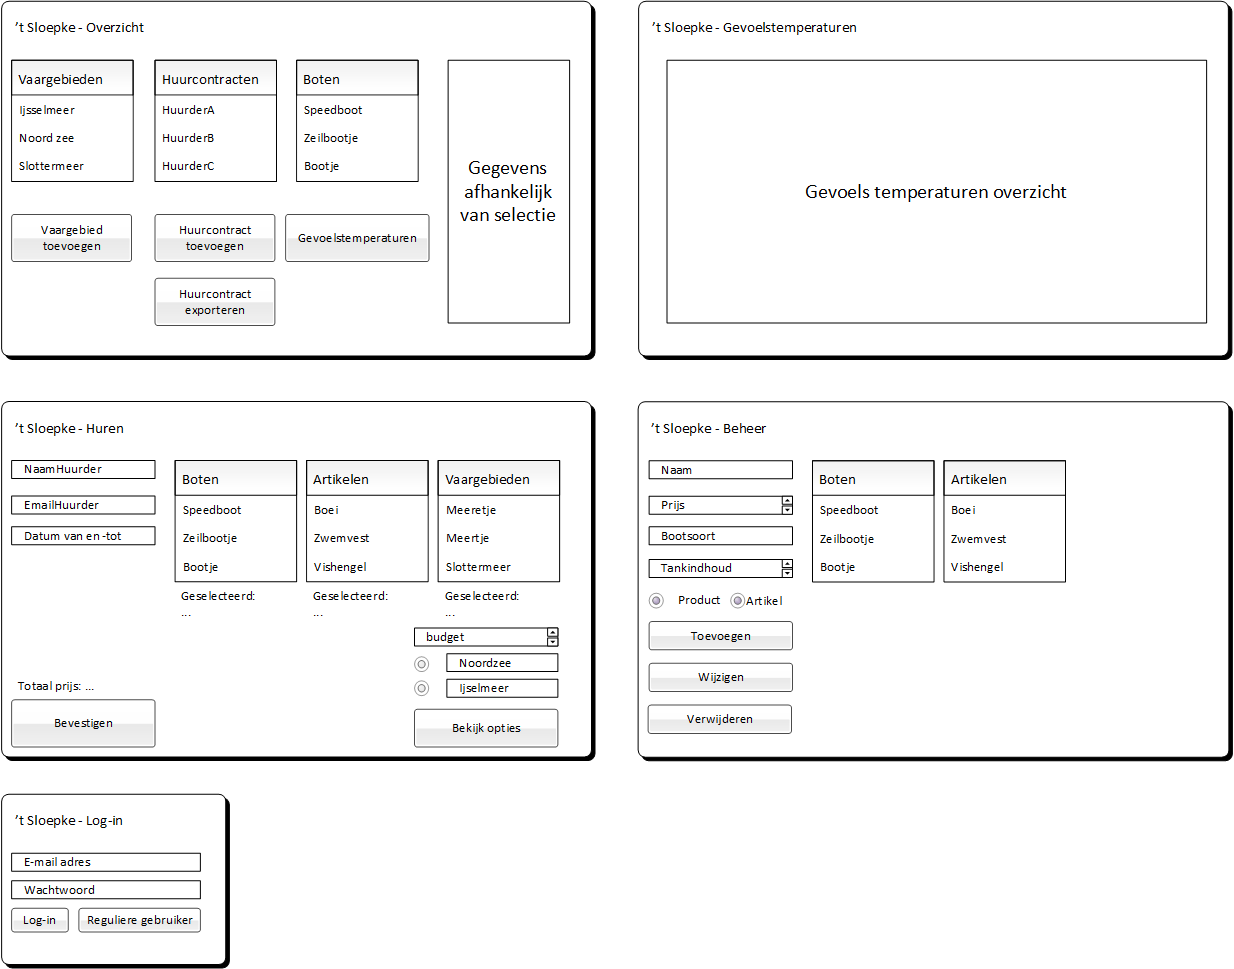 't Sloepke - Overzicht
Vaargebieden
Ijsselmeer
Noord zee
Slottermeer
Huurcontracten
HuurderA
HuurderB
HuurderC
Boten
Speedboot
Zeilbootje
Bootje
Gegevens
afhankelijk
van selectie
Vaargebied
toevoegen
Huurcontract
toevoegen
Gevoelstemperaturen
Huurcontract
exporteren
't Sloepke - Gevoelstemperaturen
Gevoels temperaturen overzicht
't Sloepke - Huren
NaamHuurder
EmailHuurder
Datum van en -tot
Boten
Speedboot
Zeilbootje
Bootje
Geselecteerd:
...
Artikelen
Boei
Zwemvest
Vishengel
Geselecteerd:
...
Vaargebieden
Meeretje
Meertje
Slottermeer
Geselecteerd:
...
budget
Noordzee
Ijselmeer
Totaal prijs: ...
Bevestigen
Bekijk opties
't Sloepke - Beheer
Naam
Prijs
Bootsoort
Tankindhoud
Product
Artikel
Toevoegen
Wijzigen
Verwijderen
Boten
Speedboot
Zeilbootje
Bootje
Artikelen
Boei
Zwemvest
Vishengel
't Sloepke - Log-in
E-mail adres
Wachtwoord
Log-in
Reguliere gebruiker